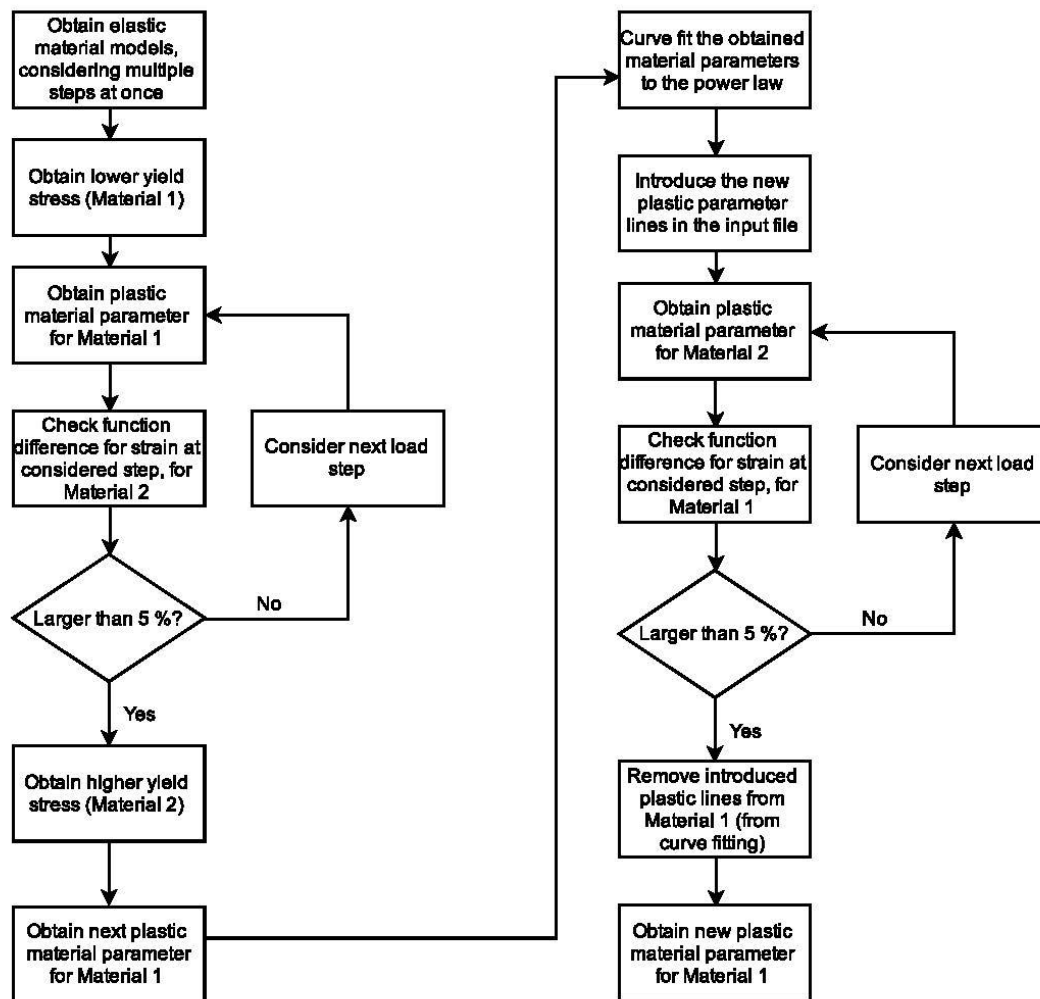 Obtain elastic
material models,
considering multiple
steps at once
Obtain lower yield
stress (Material 1)
Obtain plastic
material parameter
for Material 1
Check function
difference for strain at
considered step, for
Material 2
Consider next load
step
Larger than 5 %?
No
Yes
Obtain higher yield
stress (Material 2)
Obtain next plastic
material parameter
for Material 1
Curve fit the obtained
material parameters
to the power law
Introduce the new
plastic parameter
lines in the input file
Obtain plastic
material parameter
for Material 2
Check function
difference for strain at
considered step, for
Material 1
Consider next load
step
Larger than 5 %?
No
Yes
Remove introduced
plastic lines from
Material 1 (from
curve fitting)
Obtain new plastic
material parameter
for Material 1